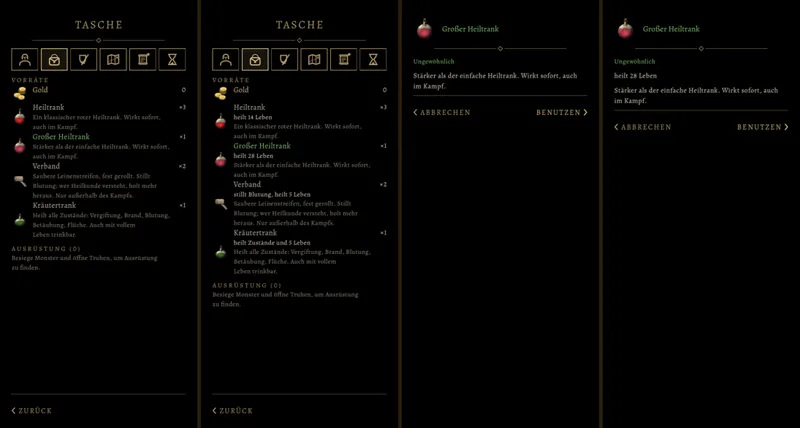 TASCHE
VORRÄTE
Gold 0
Heiltrank ×3
Ein klassischer roter Heiltrank. Wirkt sofort,
auch im Kampf.
Großer Heiltrank ×1
Stärker als der einfache Heiltrank. Wirkt sofort,
auch im Kampf.
Verband ×2
Saubere Leinenstreifen, fest gerollt. Stillt
Blutung; wer Heilkunde versteht, holt mehr
heraus. Nur außerhalb des Kampfs.
Kräutertrank ×1
Heilt alle Zustände: Vergiftung, Brand, Blutung,
Betäubung, Flüche. Auch mit vollem
Leben trinkbar.
AUSRÜSTUNG (0)
Besiege Monster und öffne Truhen, um Ausrüstung
zu finden.
ZURÜCK
TASCHE
VORRÄTE
Gold 0
Heiltrank ×3
heilt 14 Leben
Ein klassischer roter Heiltrank. Wirkt sofort,
auch im Kampf.
Großer Heiltrank ×1
heilt 28 Leben
Stärker als der einfache Heiltrank. Wirkt sofort,
auch im Kampf.
Verband ×2
stillt Blutung, heilt 5 Leben
Saubere Leinenstreifen, fest gerollt. Stillt
Blutung; wer Heilkunde versteht, holt mehr
heraus. Nur außerhalb des Kampfs.
Kräutertrank ×1
heilt Zustände und 5 Leben
Heilt alle Zustände: Vergiftung, Brand, Blutung,
Betäubung, Flüche. Auch mit vollem
Leben trinkbar.
AUSRÜSTUNG (0)
Besiege Monster und öffne Truhen, um Ausrüstung
zu finden.
ZURÜCK
Großer Heiltrank
Ungewöhnlich
Stärker als der einfache Heiltrank. Wirkt sofort, auch
im Kampf.
ABBRECHEN BENUTZEN
Großer Heiltrank
Ungewöhnlich
heilt 28 Leben
Stärker als der einfache Heiltrank. Wirkt sofort, auch
im Kampf.
ABBRECHEN BENUTZEN